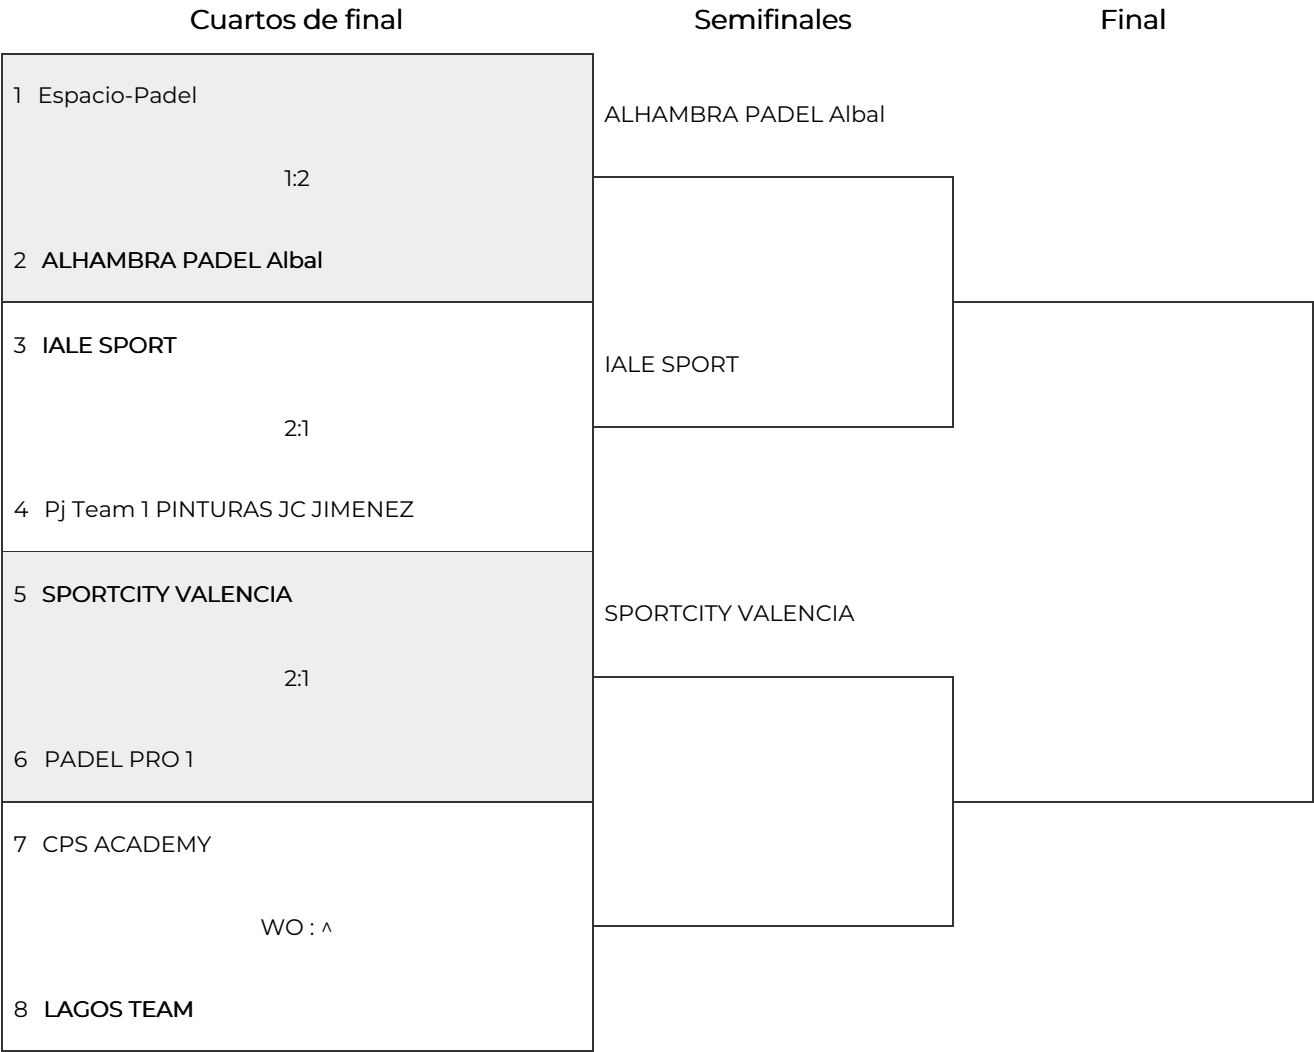 Cuartos de final
Semifinales
Final
1 Espacio-Padel
1:2
2 ALHAMBRA PADEL Albal
3 IALE SPORT
2:1
4 Pj Team 1 PINTURAS JC JIMENEZ
5 SPORTCITY VALENCIA
2:1
6 PADEL PRO 1
7 CPS ACADEMY
WO : ^
8 LAGOS TEAM
ALHAMBRA PADEL Albal
IALE SPORT
SPORTCITY VALENCIA